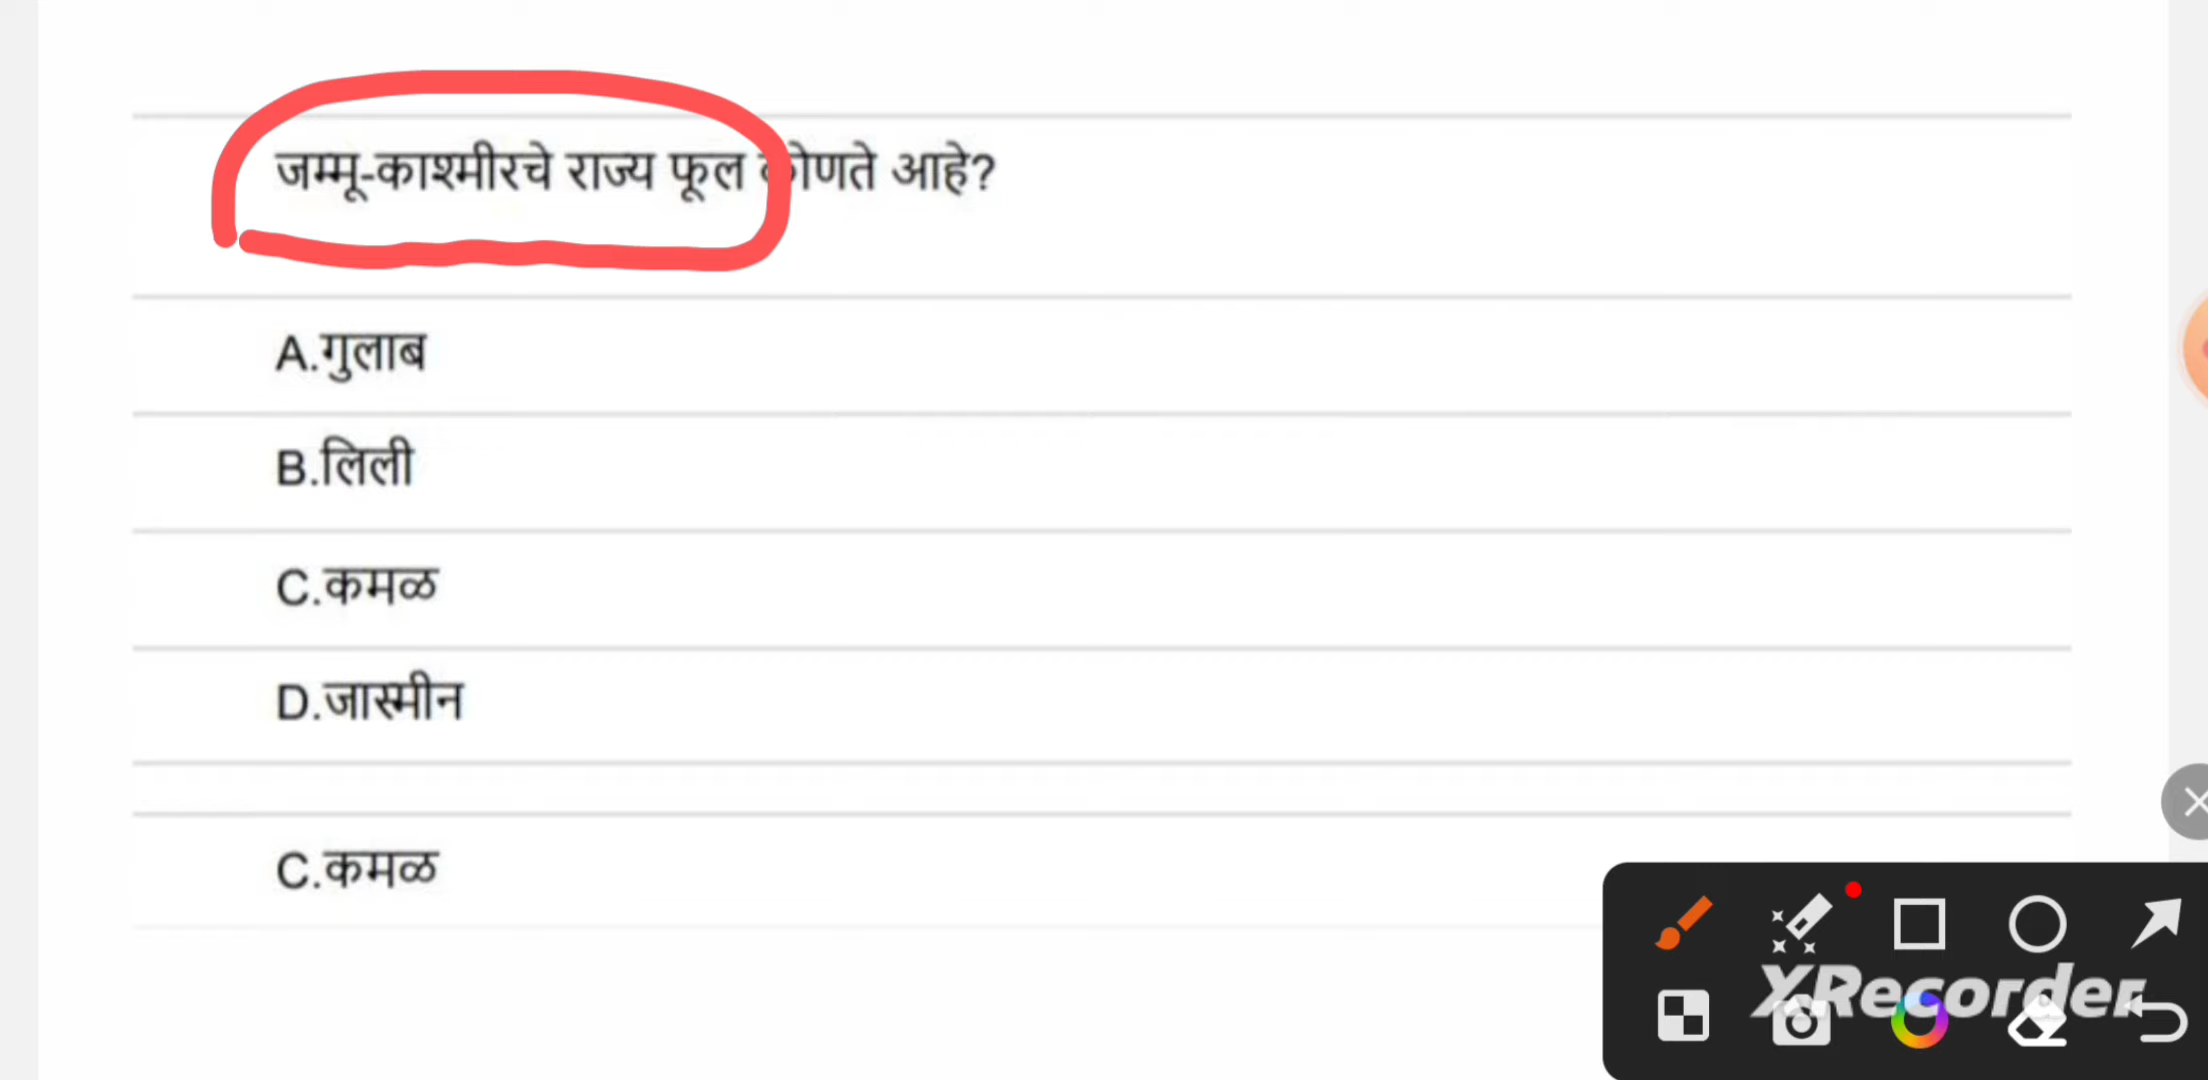 जम्मू-काश्मीरचे राज्य फूल कोणते आहे?
A.गुलाब
B.लिली
C.कमळ
D.जास्मीन
C.कमळ
XRecorder